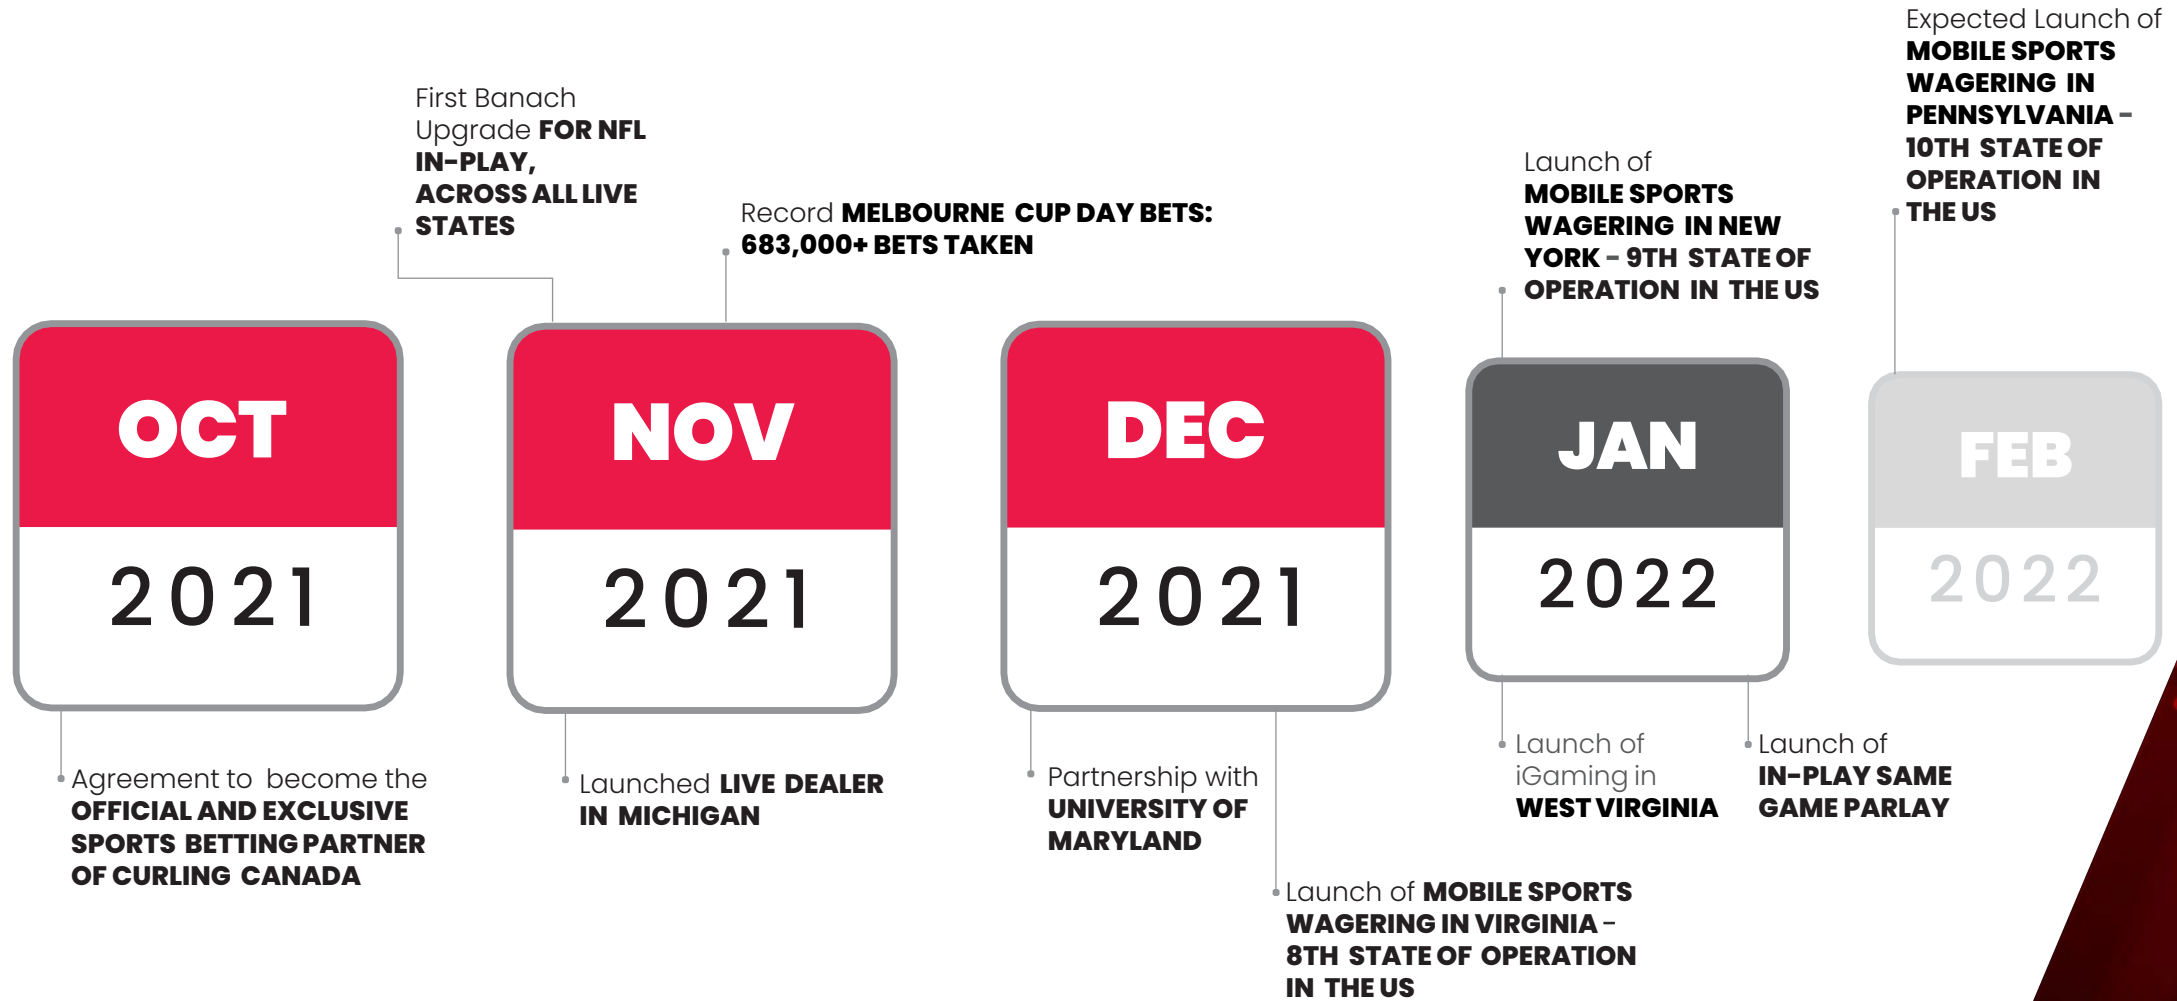 First Banach
Upgrade FOR NFL
IN-PLAY,
ACROSS ALL LIVE
STATES
Record MELBOURNE CUP DAY BETS:
683,000+ BETS TAKEN
Launch of
MOBILE SPORTS
WAGERING IN NEW
YORK – 9TH STATE OF
OPERATION IN THE US
Expected Launch of
MOBILE SPORTS
WAGERING IN
PENNSYLVANIA –
10TH STATE OF
OPERATION IN
THE US
OCT
2021
NOV
2021
DEC
2021
JAN
2022
FEB
2022
Agreement to become the
OFFICIAL AND EXCLUSIVE
SPORTS BETTING PARTNER
OF CURLING CANADA
Launched LIVE DEALER
IN MICHIGAN
Partnership with
UNIVERSITY OF
MARYLAND
Launch of MOBILE SPORTS
WAGERING IN VIRGINIA –
8TH STATE OF OPERATION
IN THE US
Launch of
iGaming in
WEST VIRGINIA
Launch of
IN-PLAY SAME
GAME PARLAY